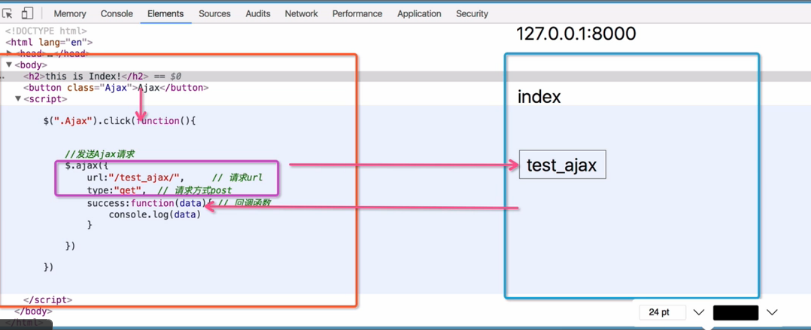 Memory Console Elements Sources Audits Network Performance Application Security
<!DOCTYPE html>
<html lang="en">
<head>…</head>
<body>
<h2>this is Index!</h2> == $0
<button class="Ajax">Ajax</button>
<script>
$(".Ajax").click(function(){
//发送Ajax请求
$.ajax({
url:"/test_ajax/", // 请求url
type:"get", // 请求方式post
success:function(data){ // 回调函数
console.log(data)
}
})
})
</script>
</body>
</html>
127.0.0.1:8000
index
test_ajax
24 pt